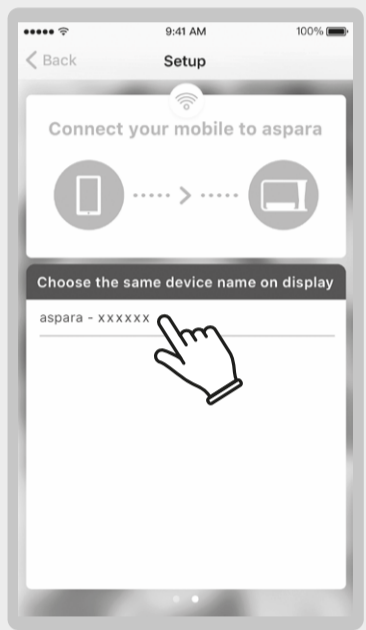 9:41 AM
100%
Back
Setup
Connect your mobile to aspara
Choose the same device name on display
aspara - xxxxxx